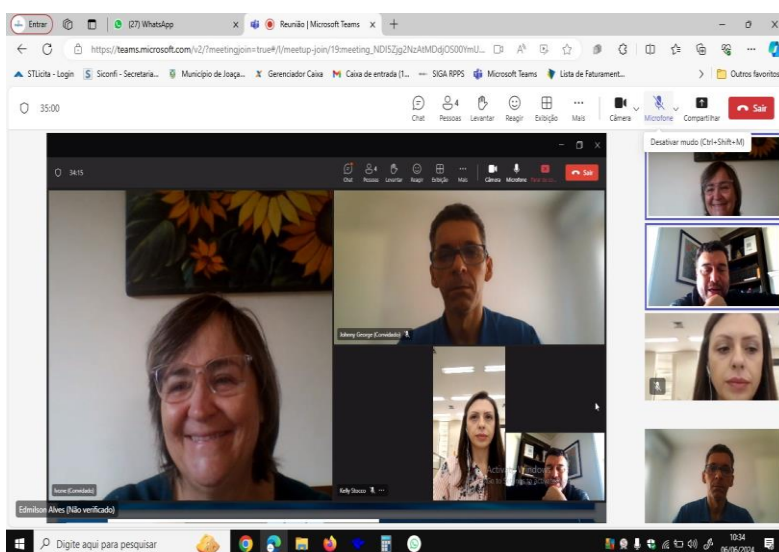 Entrar
(27) WhatsApp
Reunião | Microsoft Teams
https://teams.microsoft.com/v2/?meetingjoin=true#/l/meetup-join/19:meeting_NDI5Zjg2NzAtMDdjOS00YmU...
STLicita - Login
Siconfi - Secretaria...
Município de Joaça...
Gerenciador Caixa
Caixa de entrada (1...
SIGA RPPS
Microsoft Teams
Lista de Faturament...
Outros favoritos
35:00
Chat
Pessoas
4
Levantar
Reagir
Exibição
Mais
Câmera
Microfone
Compartilhar
Sair
Desativar mudo (Ctrl+Shift+M)
34:15
Chat
Pessoas
4
Levantar
Reagir
Exibição
Mais
Câmera
Microfone
Sair
Johnny George (Convidado)
Ivone (Convidado)
Kelly Stocco
Edmilson Alves (Não verificado)
Digite aqui para pesquisar
10:34
06/06/2024